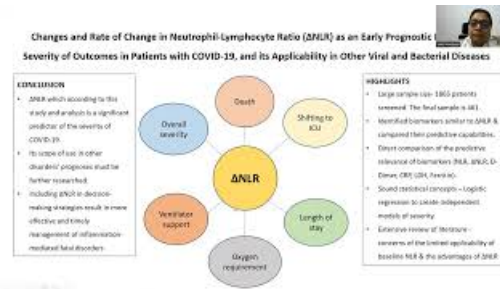 Changes and Rate of Change in Neutrophil-Lymphocyte Ratio (ΔNLR) as an Early Prognostic
Severity of Outcomes in Patients with COVID-19, and its Applicability in Other Viral and Bacterial Diseases
CONCLUSION
• ΔNLR which according to this
study and analysis is a significant
predictor of the severity of
COVID-19.
• Its scope of use in other
disorders' prognoses must be
further researched.
• Including ΔNLR in decision-
making strategies result in more
effective and timely
management of inflammation-
mediated fatal disorders
Death
Overall
severity
Shifting to
ICU
ΔNLR
Ventilator
support
Length of
stay
Oxygen
requirement
HIGHLIGHTS
• Large sample size- 1865 patients
screened. The final sample is 461.
• Identified biomarkers similar to ΔNLR &
compared their predictive capabilities.
• Direct comparison of the predictive
relevance of biomarkers (NLR, ΔNLR, D-
Dimer, CRP, LDH, Ferritin).
• Sound statistical concepts – Logistic
regression to create independent
models of severity
• Extensive review of literature -
concerns of the limited applicability of
baseline NLR & the advantages of ΔNLR